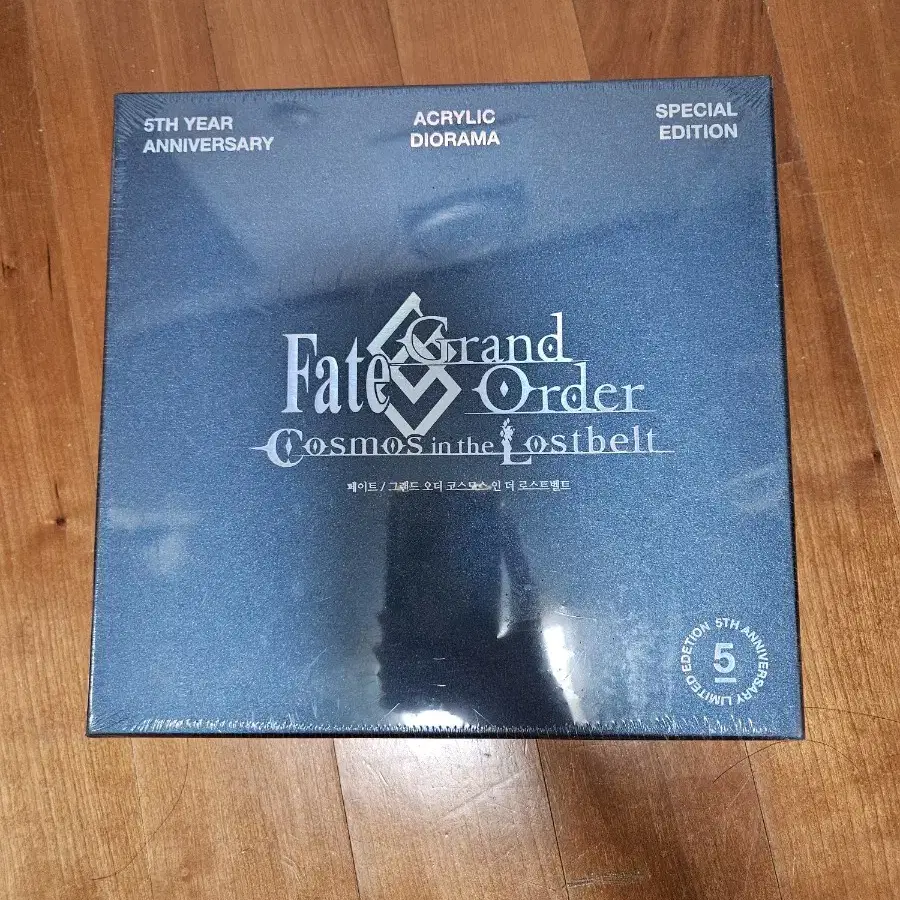 5TH YEAR
ANNIVERSARY
ACRYLIC
DIORAMA
SPECIAL
EDITION
Fate Grand
Order
Cosmos in the Lostbelt
페이트 / 그랜드 오더 코스모스 인 더 로스트벨트
5TH ANNIVERSARY LIMITED EDETION
5